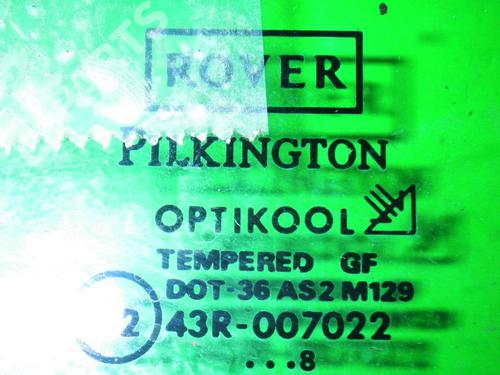 ROVER
PILKINGTON
OPTIKOOL
TEMPERED GF
DOT-36 AS2 M129
2 43R-007022
...8